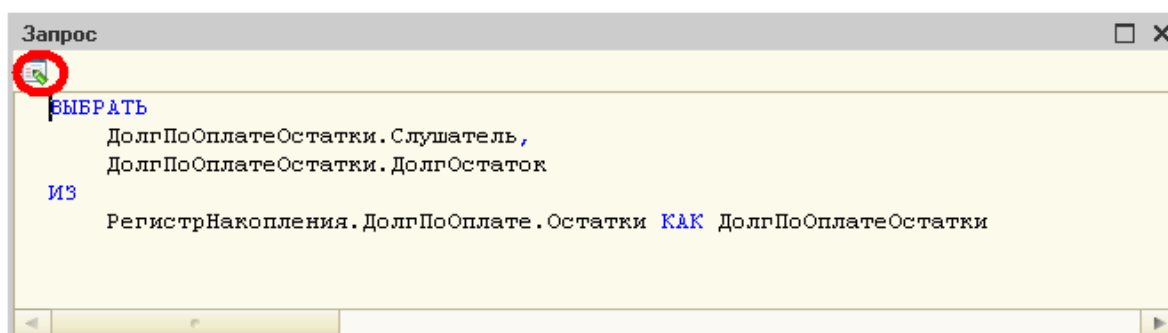 Запрос
ВЫБРАТЬ
ДолгПоОплатеОстатки.Слушатель,
ДолгПоОплатеОстатки.ДолгОстаток
ИЗ
РегистрНакопления.ДолгПоОплате.Остатки КАК ДолгПоОплатеОстатки